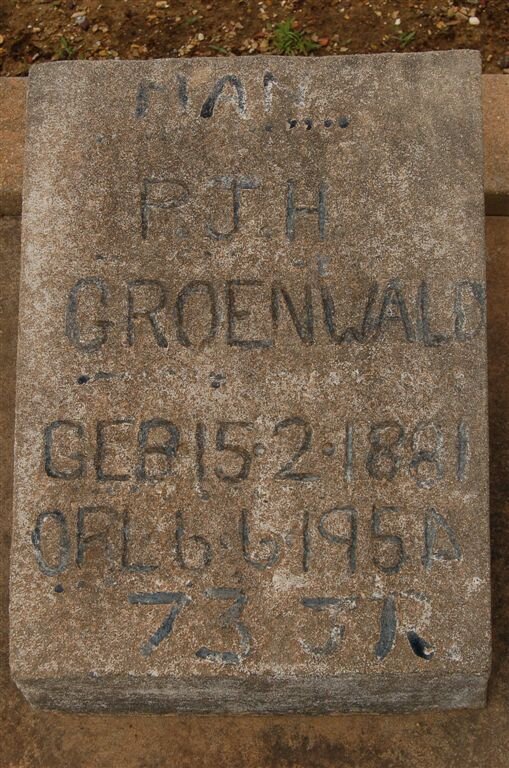 MAN...
P.J.H
GROENWALD
GEB.15.2.1881
ORL.6.6.1954
73 JR.